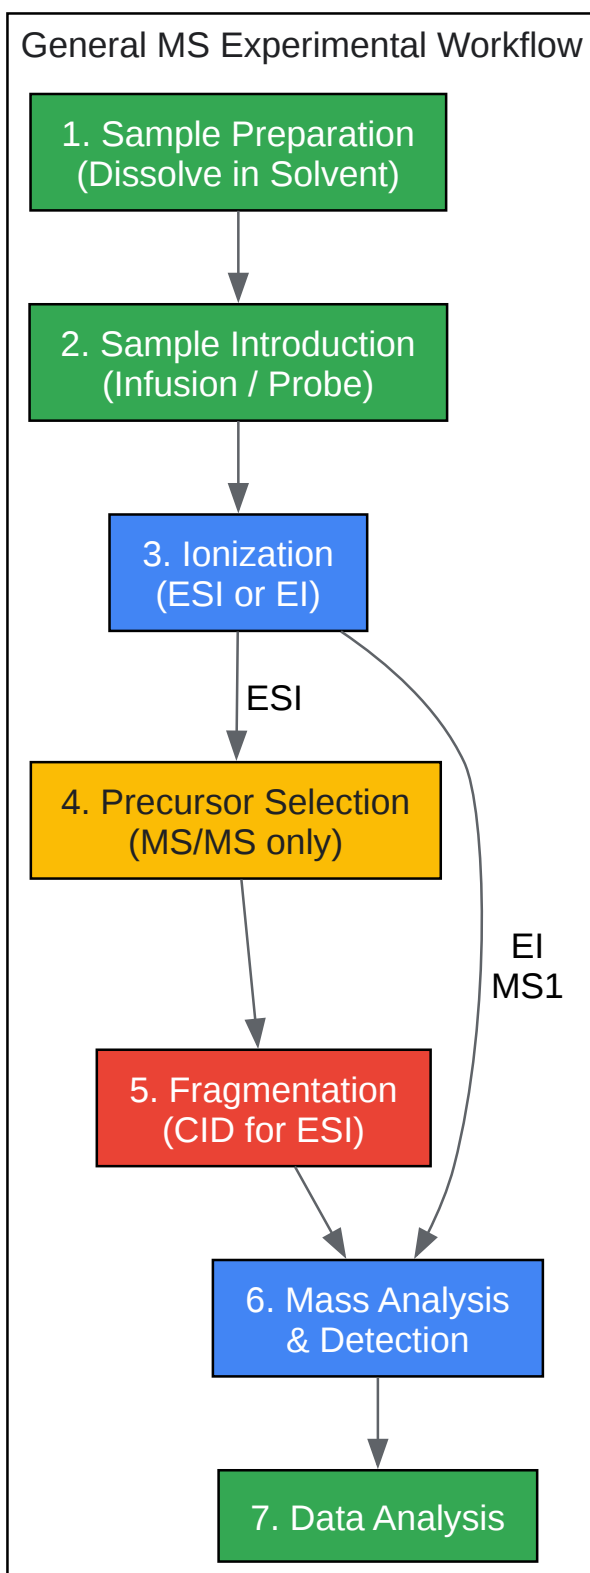 General MS Experimental Workflow
1. Sample Preparation
(Dissolve in Solvent)
2. Sample Introduction
(Infusion / Probe)
3. Ionization
(ESI or EI)
ESI
4. Precursor Selection
(MS/MS only)
EI
MS1
5. Fragmentation
(CID for ESI)
6. Mass Analysis
& Detection
7. Data Analysis